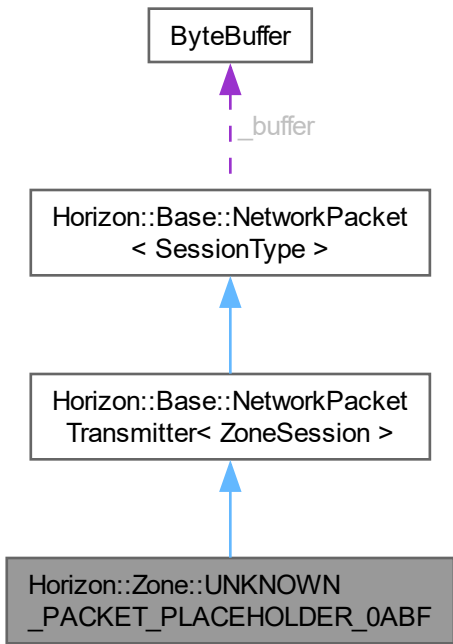 ByteBuffer
_buffer
Horizon::Base::NetworkPacket
< SessionType >
Horizon::Base::NetworkPacket
Transmitter< ZoneSession >
Horizon::Zone::UNKNOWN
_PACKET_PLACEHOLDER_0ABF